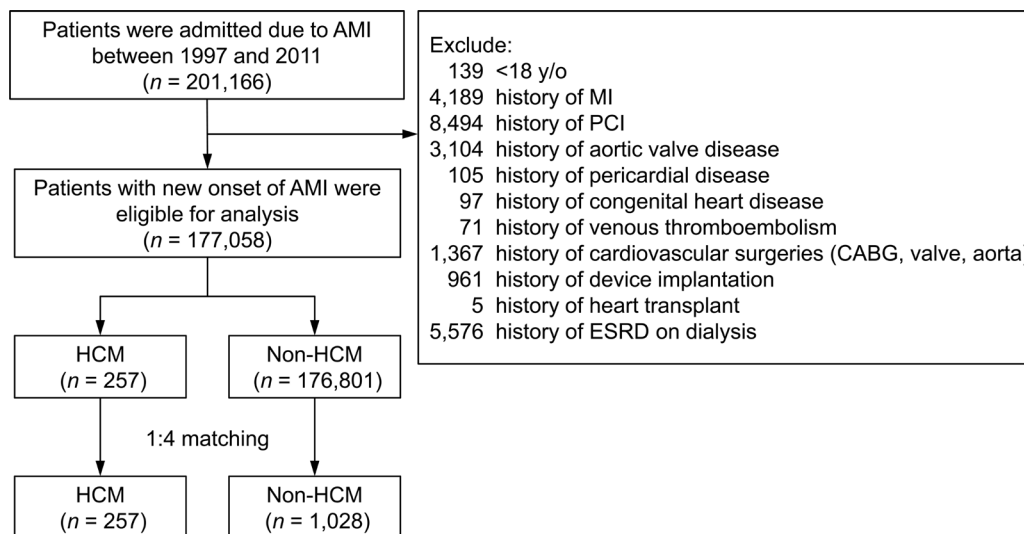 Patients were admitted due to AMI
between 1997 and 2011
(n = 201,166)
Exclude:
139 <18 y/o
4,189 history of MI
8,494 history of PCI
3,104 history of aortic valve disease
105 history of pericardial disease
97 history of congenital heart disease
71 history of venous thromboembolism
1,367 history of cardiovascular surgeries (CABG, valve, aorta)
961 history of device implantation
5 history of heart transplant
5,576 history of ESRD on dialysis
Patients with new onset of AMI were
eligible for analysis
(n = 177,058)
HCM
(n = 257)
Non-HCM
(n = 176,801)
1:4 matching
HCM
(n = 257)
Non-HCM
(n = 1,028)